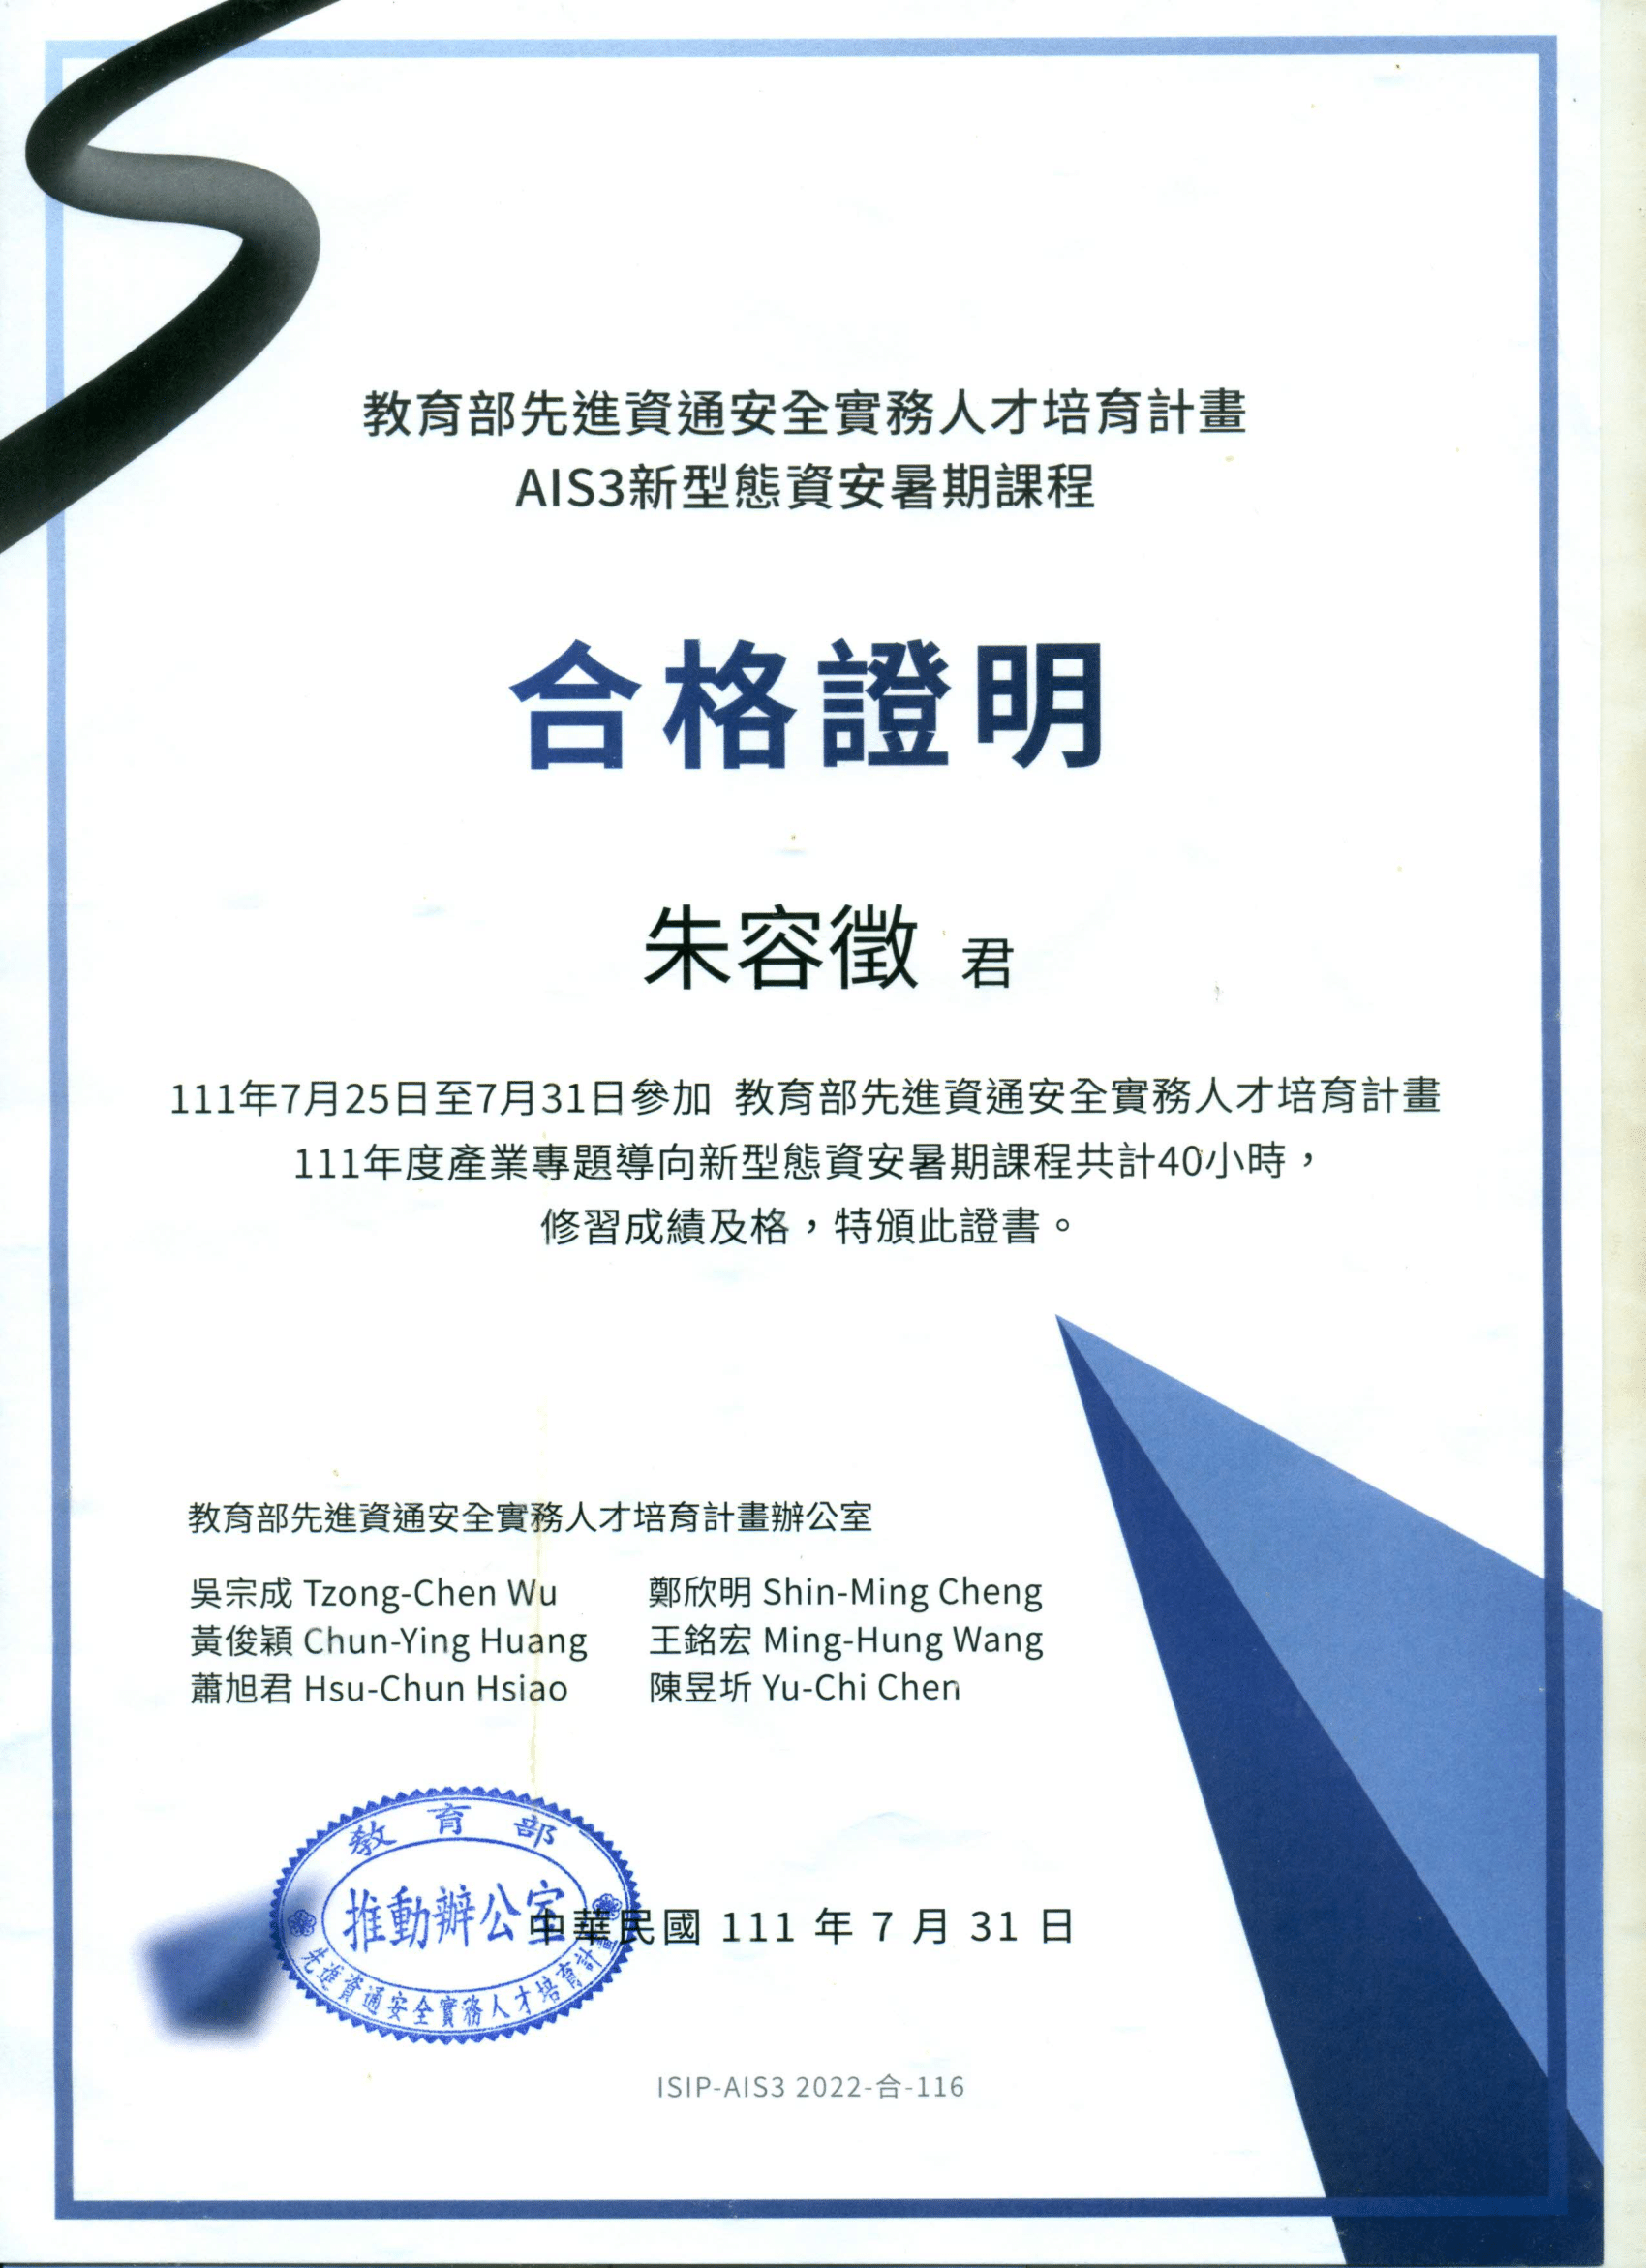 教育部先進資通安全實務人才培育計畫
AIS3新型態資安暑期課程
合格證明
朱容徵 君
111年7月25日至7月31日參加 教育部先進資通安全實務人才培育計畫
111年度產業專題導向新型態資安暑期課程共計40小時，
修習成績及格，特頒此證書。
教育部先進資通安全實務人才培育計畫辦公室
吳宗成 Tzong-Chen Wu 鄭欣明 Shin-Ming Cheng
黃俊穎 Chun-Ying Huang 王銘宏 Ming-Hung Wang
蕭旭君 Hsu-Chun Hsiao 陳昱圻 Yu-Chi Chen
教育部
推動辦公室
先進資通安全實務人才培育計畫
中華民國 111 年 7 月 31 日
ISIP-AIS3 2022-合-116